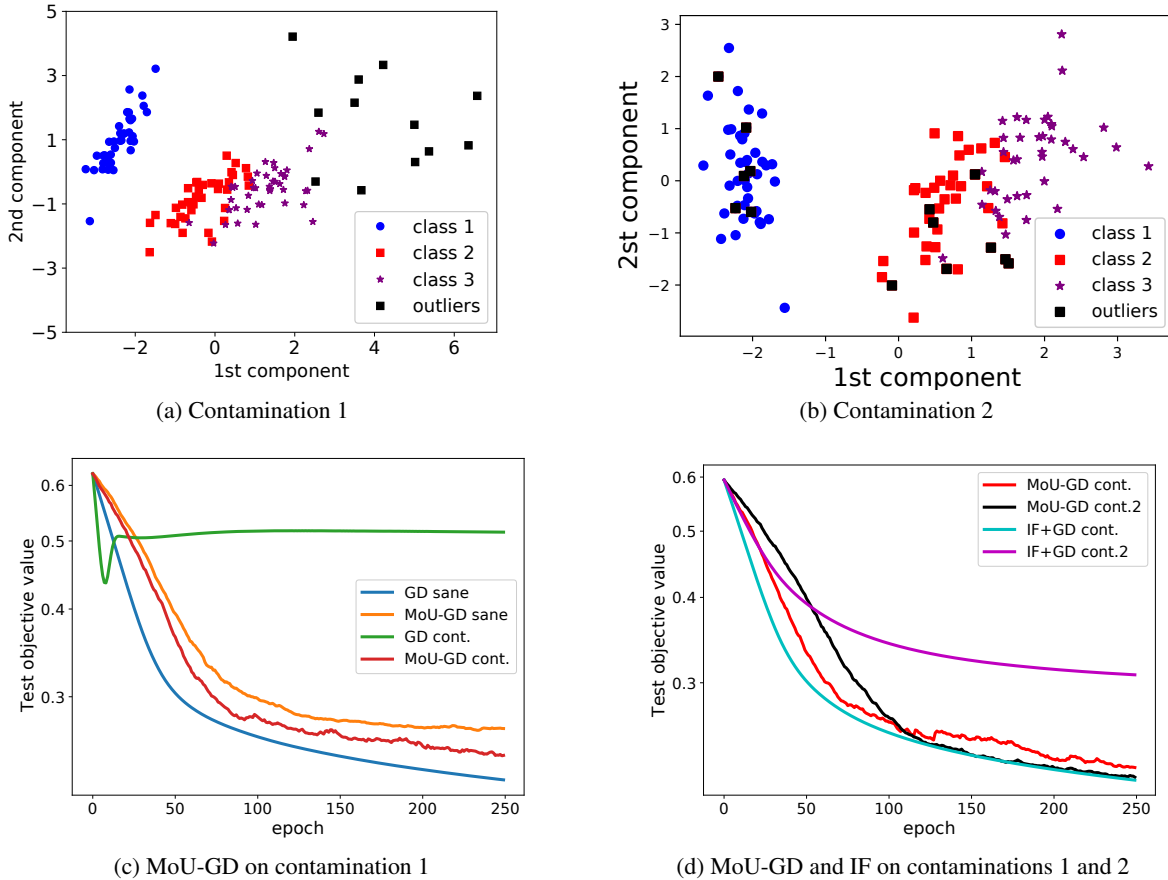 5
3
1
−1
−3
−5
2nd component
−2
0
2
4
6
1st component
class 1
class 2
class 3
outliers
(a) Contamination 1
3
2
1
0
−1
−2
2st component
−2
−1
0
1
2
3
1st component
class 1
class 2
class 3
outliers
(b) Contamination 2
0.6
0.5
0.4
0.3
Test objective value
0
50
100
150
200
250
epoch
GD sane
MoU-GD sane
GD cont.
MoU-GD cont.
(c) MoU-GD on contamination 1
0.6
0.5
0.4
0.3
Test objective value
0
50
100
150
200
250
epoch
MoU-GD cont.
MoU-GD cont.2
IF+GD cont.
IF+GD cont.2
(d) MoU-GD and IF on contaminations 1 and 2